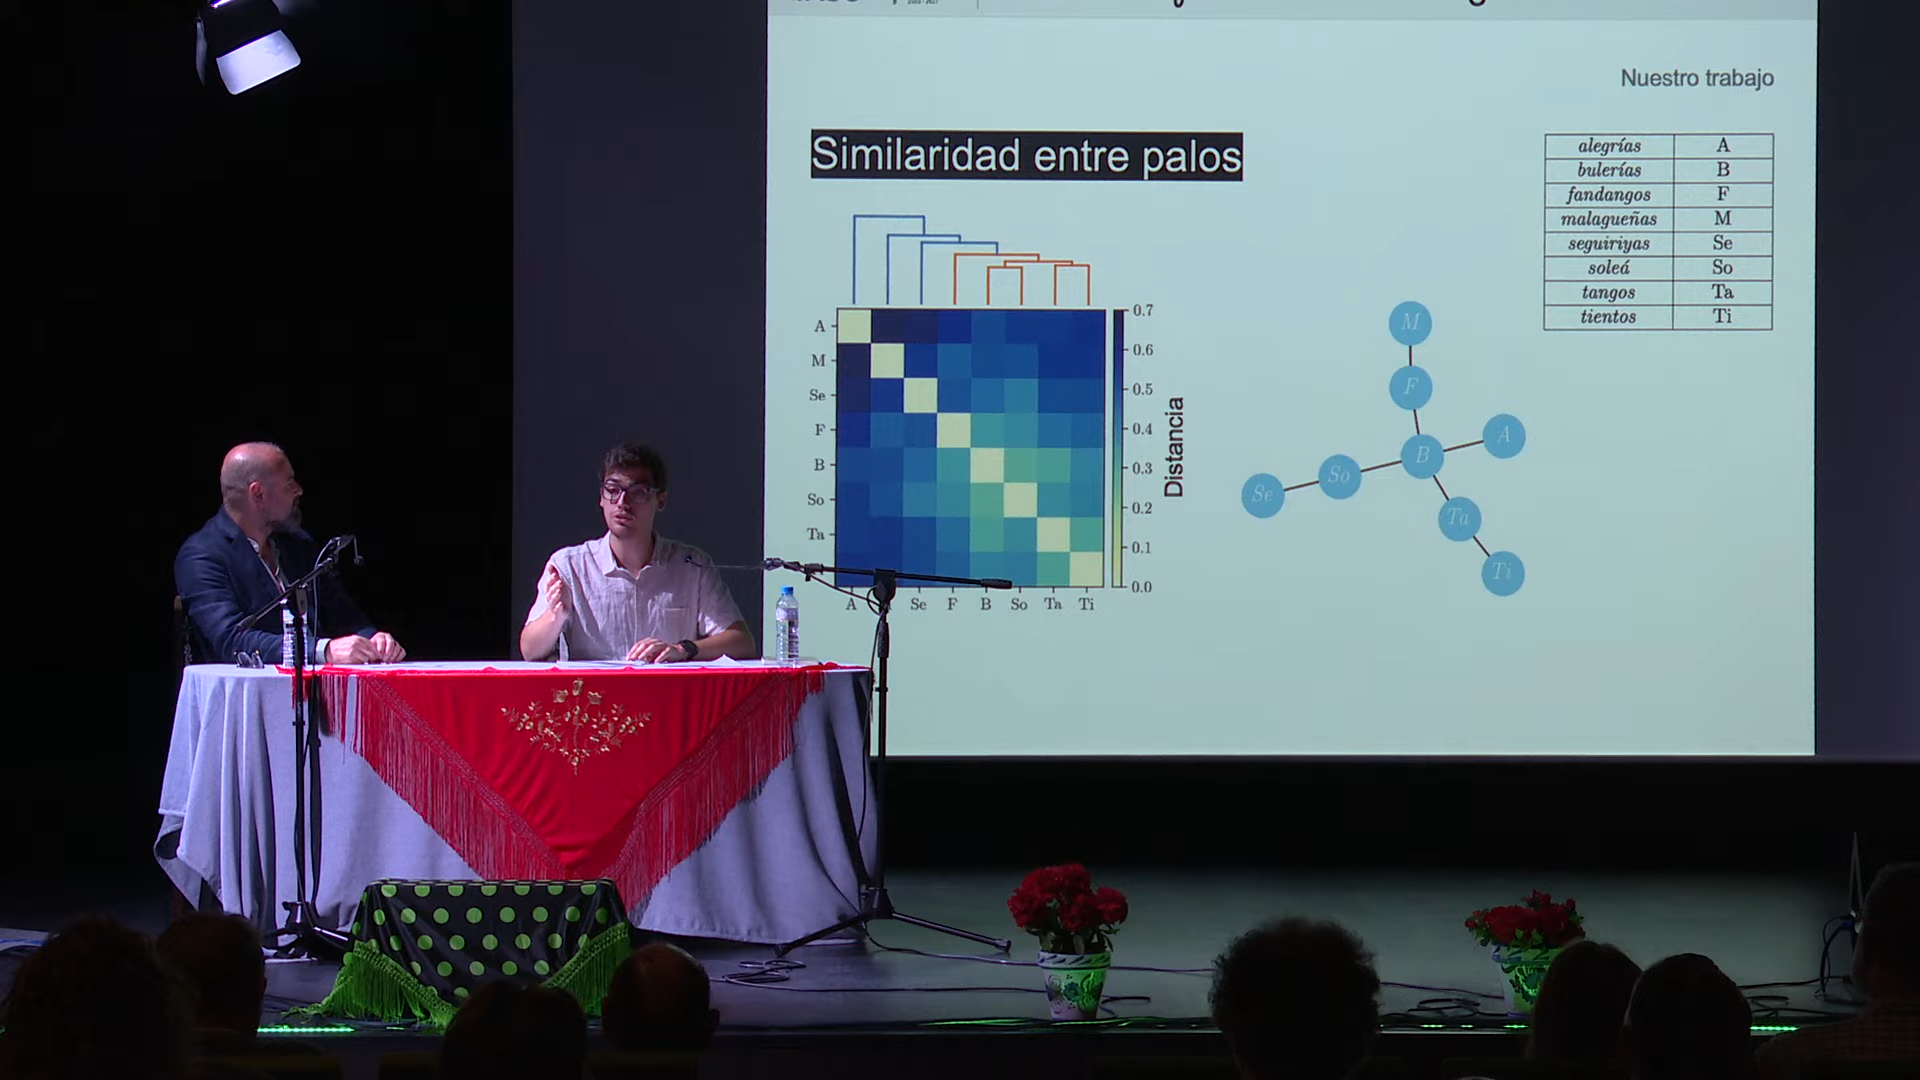 Nuestro trabajo
Similaridad entre palos
alegrías A
bulerías B
fandangos F
malagueñas M
seguiriyas Se
soleá So
tangos Ta
tientos Ti
A
M
Se
F
B
So
Ta
A Se F B So Ta Ti
0.7
0.6
0.5
0.4
0.3
0.2
0.1
0.0
Distancia
M
F
A
B
So
Se
Ta
Ti